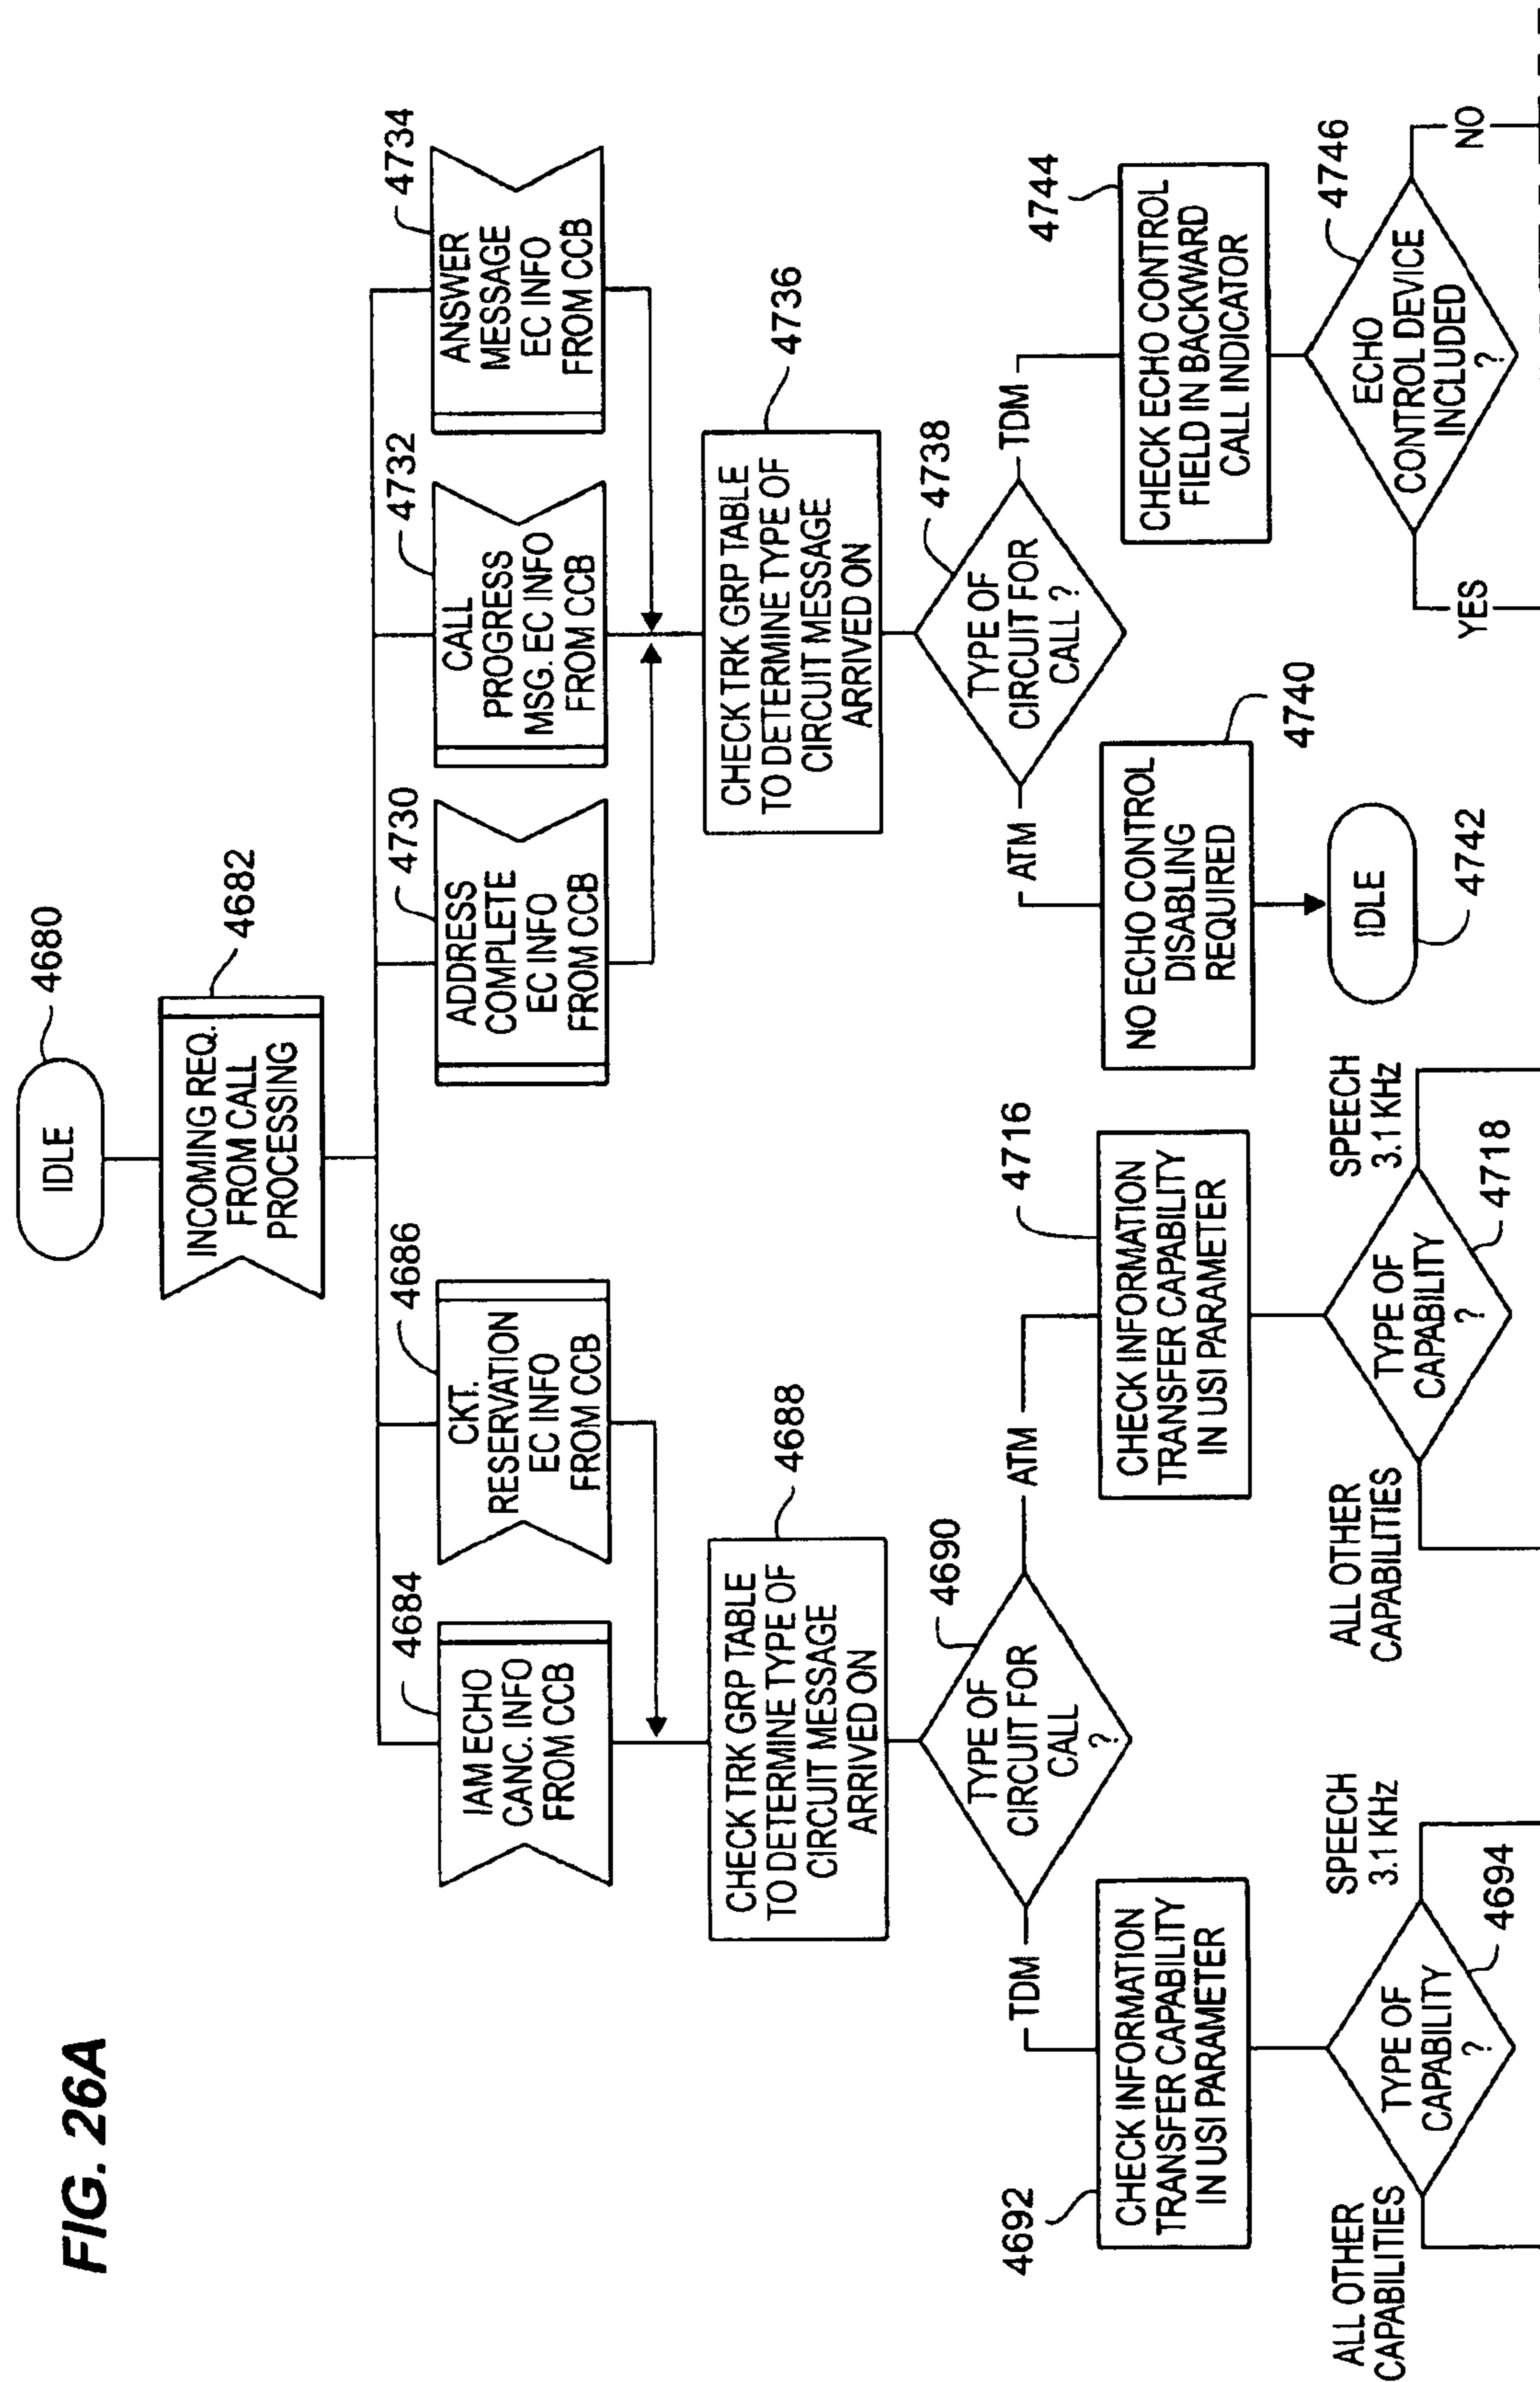 FIG. 26A
IDLE
4680
INCOMING REQ.
FROM CALL
PROCESSING
4682
IAM ECHO
CANC. INFO
FROM CCB
4684
CKT.
RESERVATION
EC INFO
FROM CCB
4686
ADDRESS
COMPLETE
EC INFO
FROM CCB
4730
CALL
PROGRESS
MSG. EC INFO
FROM CCB
4732
ANSWER
MESSAGE
EC INFO
FROM CCB
4734
CHECK TRK GRP TABLE
TO DETERMINE TYPE OF
CIRCUIT MESSAGE
ARRIVED ON
4688
CHECK TRK GRP TABLE
TO DETERMINE TYPE OF
CIRCUIT MESSAGE
ARRIVED ON
4736
TYPE OF
CIRCUIT FOR
CALL
?
4690
TDM
ATM
TYPE OF
CIRCUIT FOR
CALL ?
4738
ATM
TDM
4692
CHECK INFORMATION
TRANSFER CAPABILITY
IN USI PARAMETER
CHECK INFORMATION
TRANSFER CAPABILITY
IN USI PARAMETER
4716
NO ECHO CONTROL
DISABLING
REQUIRED
4740
4744
CHECK ECHO CONTROL
FIELD IN BACKWARD
CALL INDICATOR
ALL OTHER
CAPABILITIES
TYPE OF
CAPABILITY
?
SPEECH
3.1 KHz
4694
ALL OTHER
CAPABILITIES
TYPE OF
CAPABILITY
?
SPEECH
3.1 KHz
4718
IDLE
4742
ECHO
CONTROL DEVICE
INCLUDED
?
4746
YES
NO